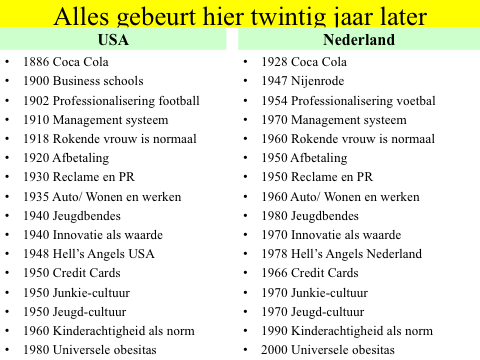 Alles gebeurt hier twintig jaar later
USA
• 1886 Coca Cola
• 1900 Business schools
• 1902 Professionalisering football
• 1910 Management systeem
• 1918 Rokende vrouw is normaal
• 1920 Afbetaling
• 1930 Reclame en PR
• 1935 Auto/ Wonen en werken
• 1940 Jeugdbendes
• 1940 Innovatie als waarde
• 1948 Hell’s Angels USA
• 1950 Credit Cards
• 1950 Junkie-cultuur
• 1950 Jeugd-cultuur
• 1960 Kinderachtigheid als norm
• 1980 Universele obesitas
Nederland
• 1928 Coca Cola
• 1947 Nijenrode
• 1954 Professionalisering voetbal
• 1970 Management systeem
• 1960 Rokende vrouw is normaal
• 1950 Afbetaling
• 1950 Reclame en PR
• 1960 Auto/ Wonen en werken
• 1980 Jeugdbendes
• 1970 Innovatie als waarde
• 1978 Hell’s Angels Nederland
• 1966 Credit Cards
• 1970 Junkie-cultuur
• 1970 Jeugd-cultuur
• 1990 Kinderachtigheid als norm
• 2000 Universele obesitas